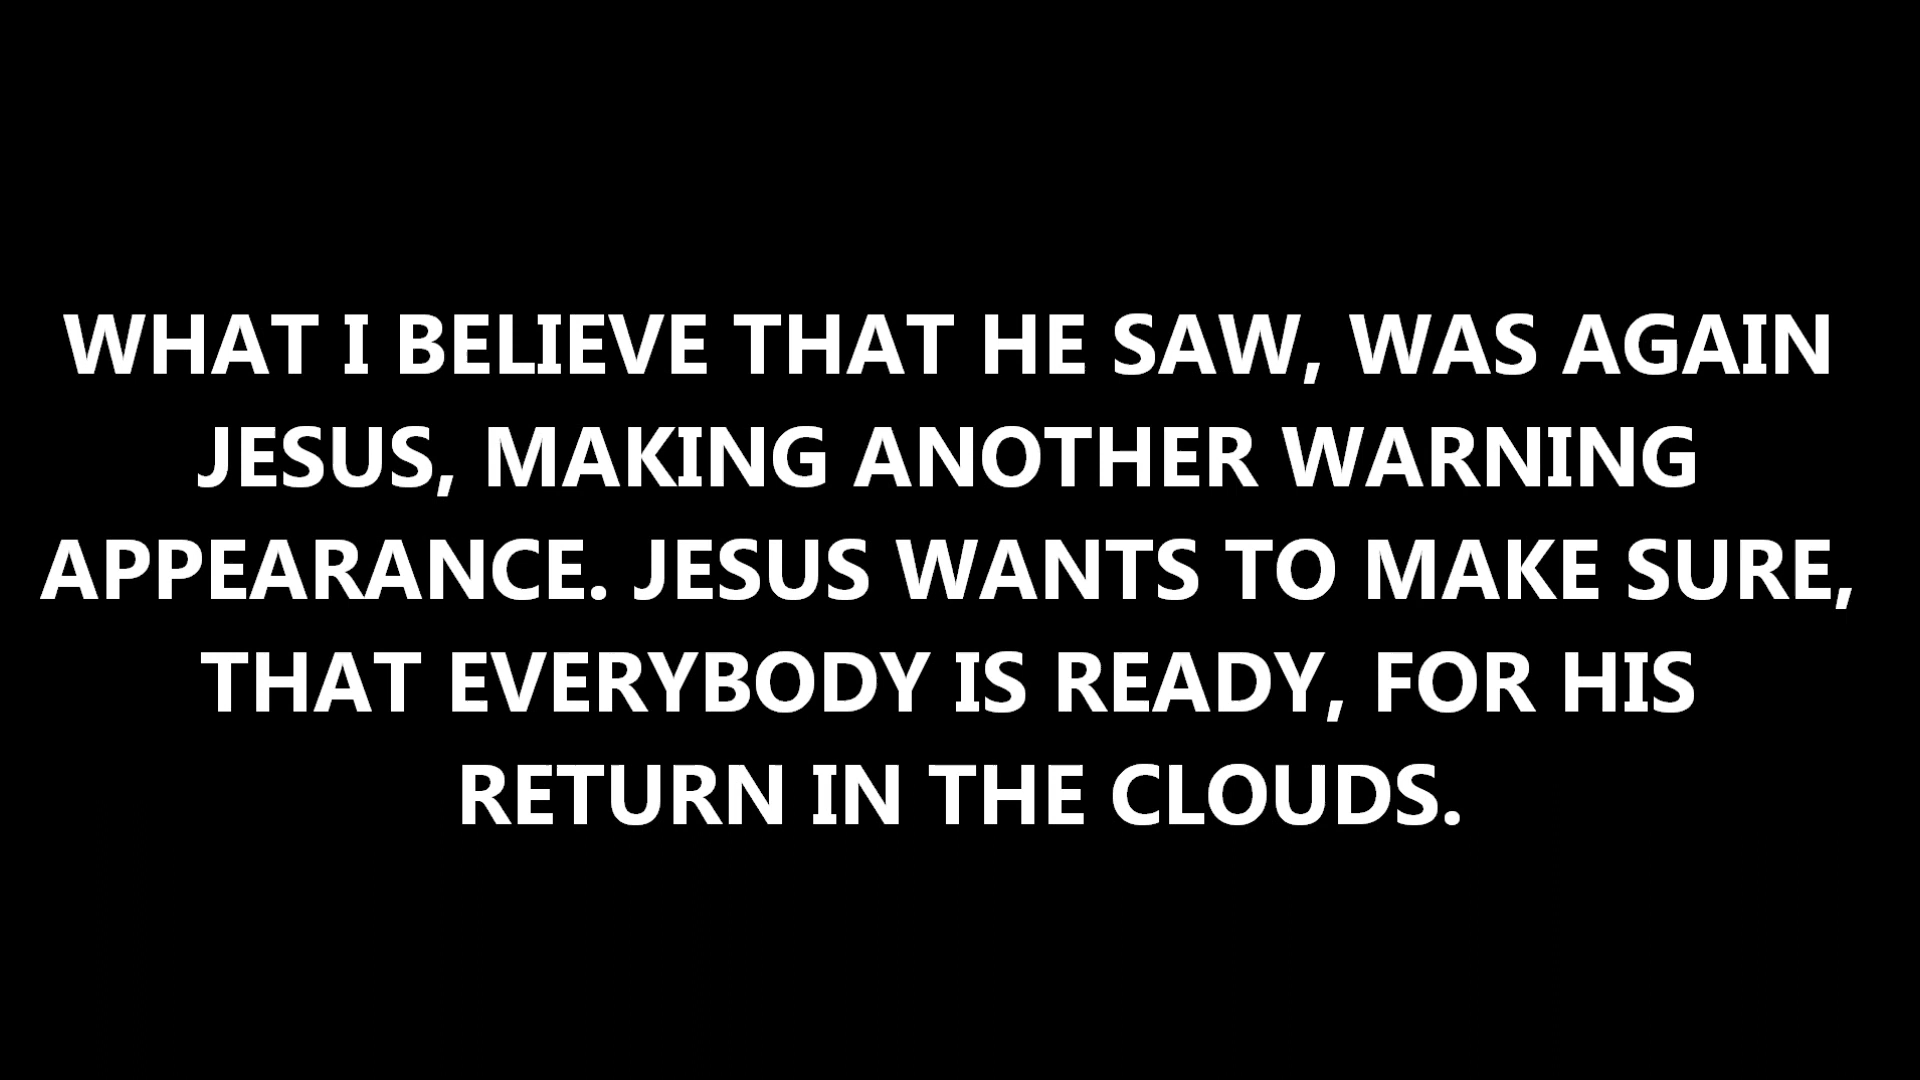 WHAT I BELIEVE THAT HE SAW, WAS AGAIN
JESUS, MAKING ANOTHER WARNING
APPEARANCE. JESUS WANTS TO MAKE SURE,
THAT EVERYBODY IS READY, FOR HIS
RETURN IN THE CLOUDS.